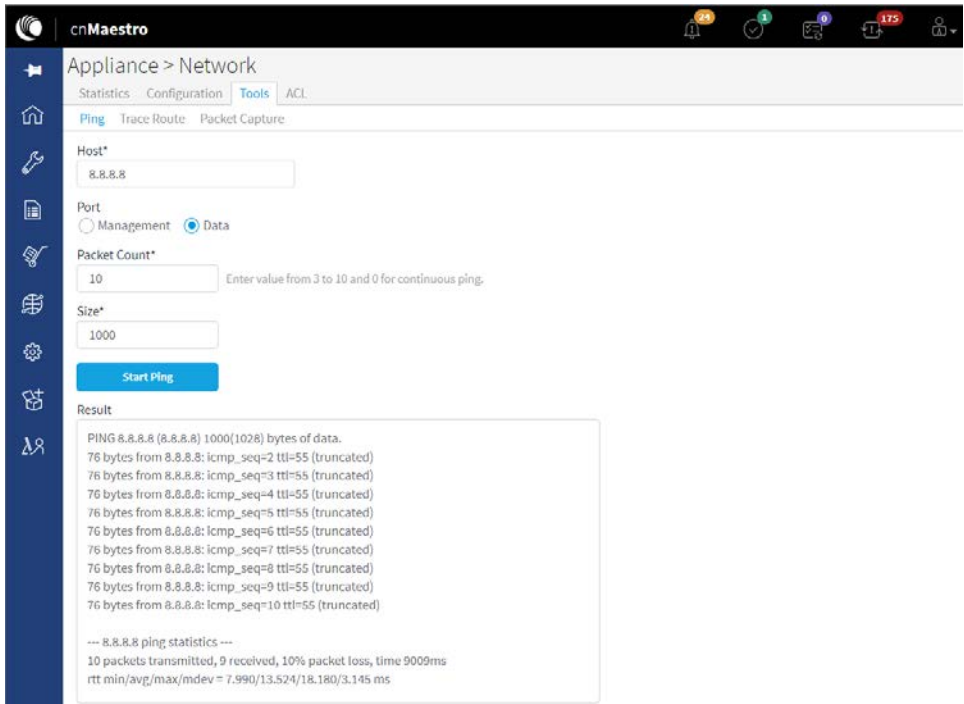 cnMaestro
24
1
0
175
Appliance > Network
Statistics Configuration Tools ACL
Ping Trace Route Packet Capture
Host*
8.8.8.8
Port
Management Data
Packet Count*
10 Enter value from 3 to 10 and 0 for continuous ping.
Size*
1000
Start Ping
Result
PING 8.8.8.8 (8.8.8.8) 1000(1028) bytes of data.
76 bytes from 8.8.8.8: icmp_seq=2 ttl=55 (truncated)
76 bytes from 8.8.8.8: icmp_seq=3 ttl=55 (truncated)
76 bytes from 8.8.8.8: icmp_seq=4 ttl=55 (truncated)
76 bytes from 8.8.8.8: icmp_seq=5 ttl=55 (truncated)
76 bytes from 8.8.8.8: icmp_seq=6 ttl=55 (truncated)
76 bytes from 8.8.8.8: icmp_seq=7 ttl=55 (truncated)
76 bytes from 8.8.8.8: icmp_seq=8 ttl=55 (truncated)
76 bytes from 8.8.8.8: icmp_seq=9 ttl=55 (truncated)
76 bytes from 8.8.8.8: icmp_seq=10 ttl=55 (truncated)
--- 8.8.8.8 ping statistics ---
10 packets transmitted, 9 received, 10% packet loss, time 9009ms
rtt min/avg/max/mdev = 7.990/13.524/18.180/3.145 ms